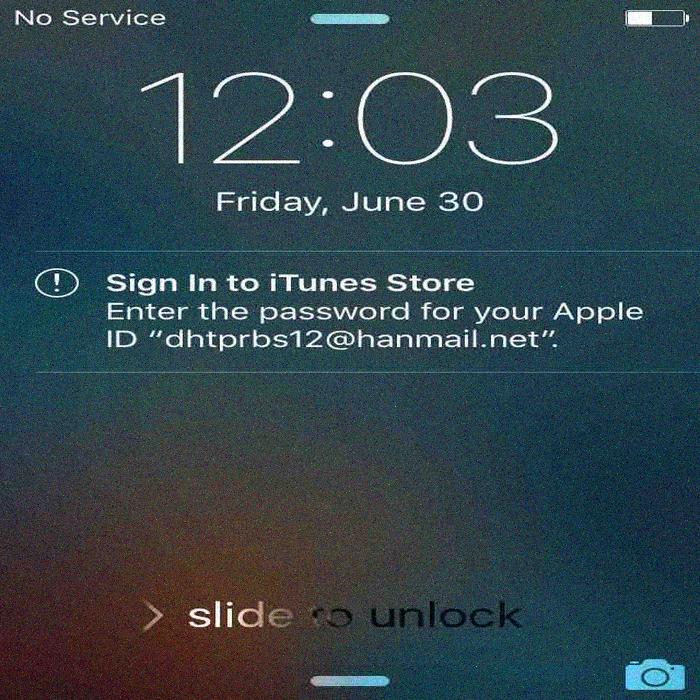 No Service
12:03
Friday, June 30
Sign In to iTunes Store
Enter the password for your Apple
ID “dhtprbs12@hanmail.net”.
> slide to unlock